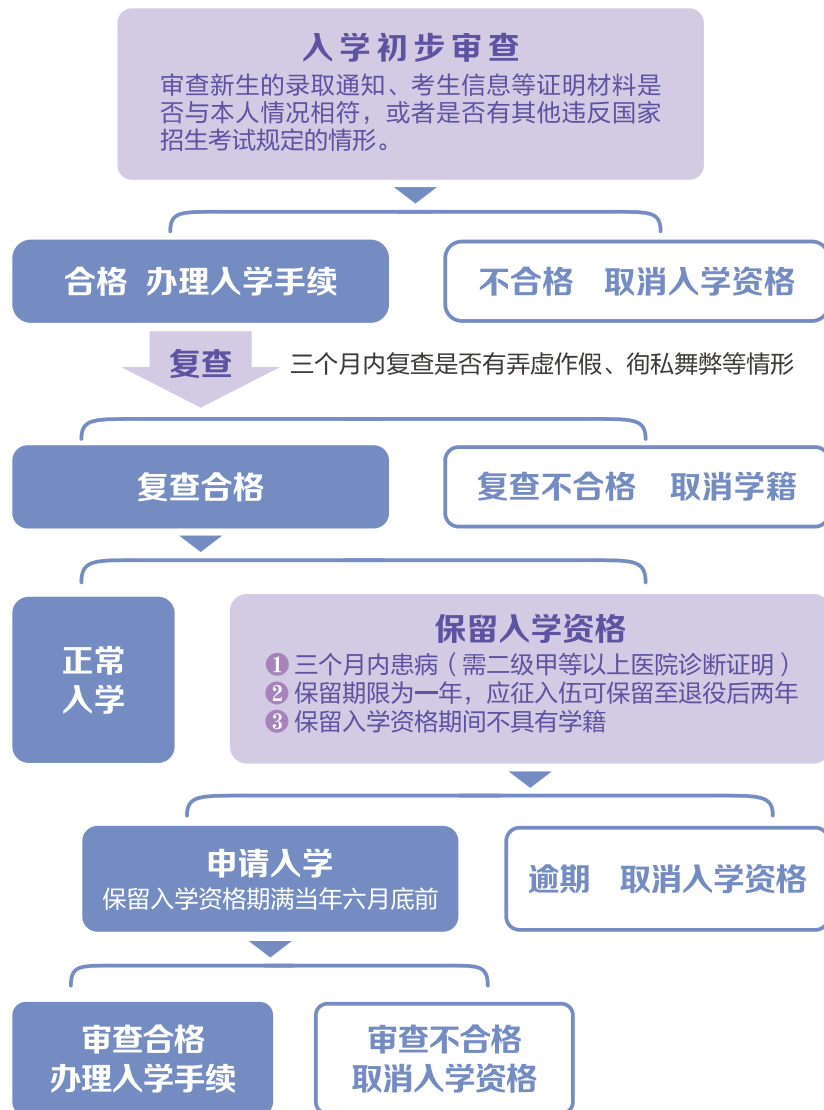 入学初步审查
审查新生的录取通知、考生信息等证明材料是
否与本人情况相符，或者是否有其他违反国家
招生考试规定的情形。
合格 办理入学手续
不合格 取消入学资格
复查
三个月内复查是否有弄虚作假、徇私舞弊等情形
复查合格
复查不合格 取消学籍
正常
入学
保留入学资格
❶ 三个月内患病（需二级甲等以上医院诊断证明）
❷ 保留期限为一年，应征入伍可保留至退役后两年
❸ 保留入学资格期间不具有学籍
申请入学
保留入学资格期满当年六月底前
逾期 取消入学资格
审查合格
办理入学手续
审查不合格
取消入学资格